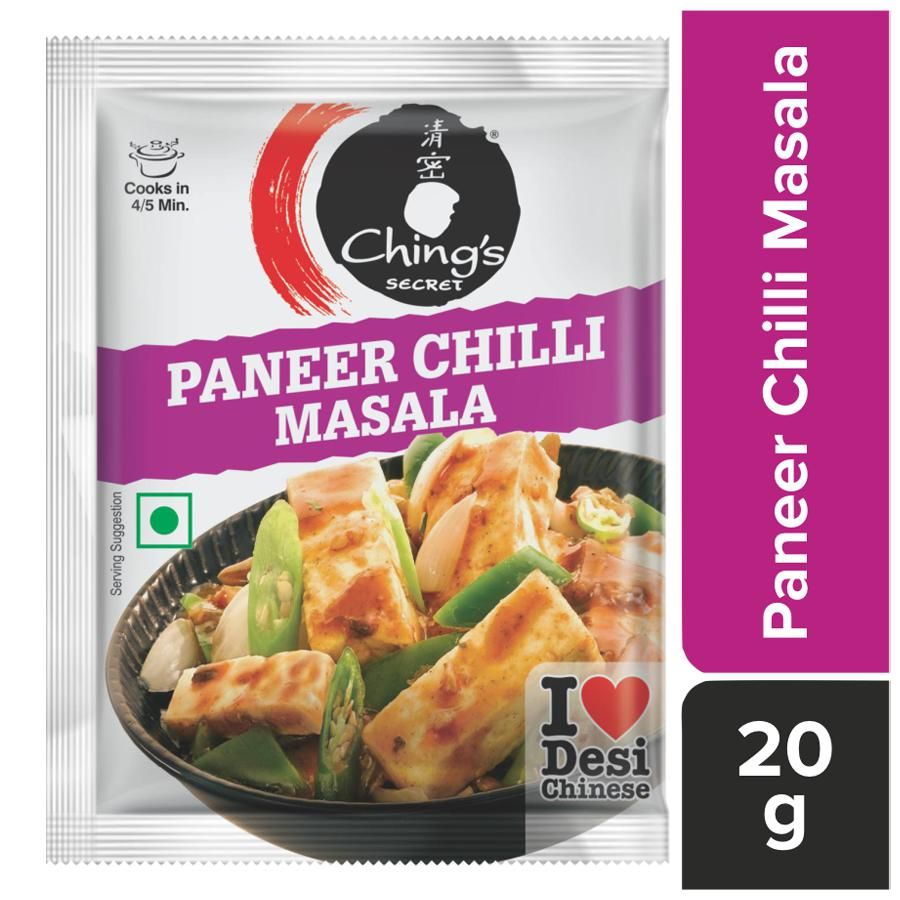 Cooks in
4/5 Min.
清
密
®
Ching's
SECRET
PANEER CHILLI
MASALA
Serving Suggestion
I ❤
Desi
Chinese
Paneer Chilli Masala
20
g